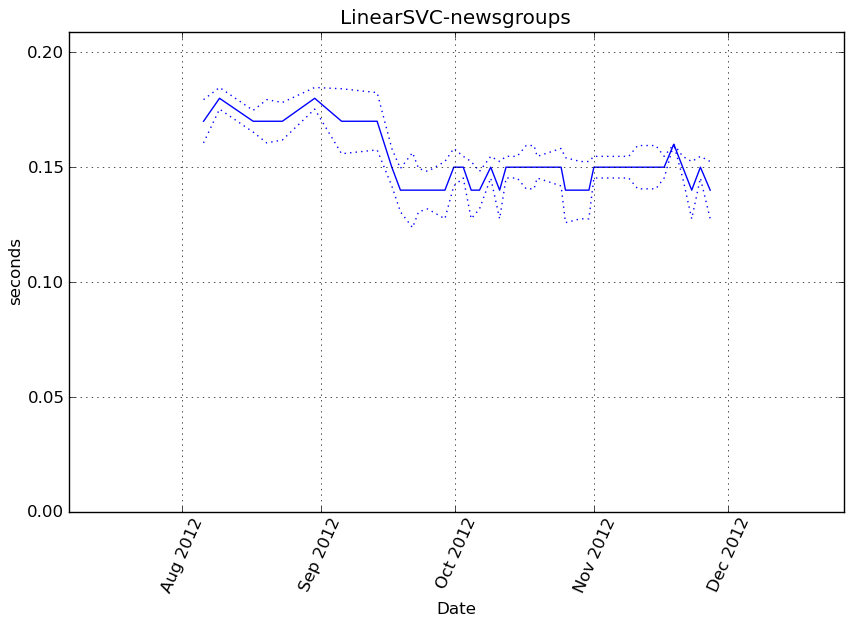 LinearSVC-newsgroups
0.20
0.15
0.10
0.05
0.00
seconds
Aug 2012
Sep 2012
Oct 2012
Nov 2012
Dec 2012
Date